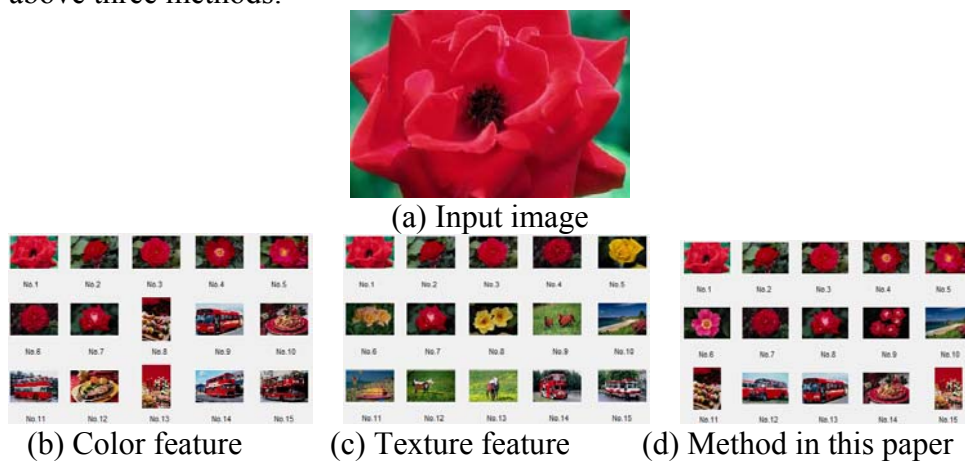 above three methods.
(a) Input image
No.1 No.2 No.3 No.4 No.5
No.6 No.7 No.8 No.9 No.10
No.11 No.12 No.13 No.14 No.15
(b) Color feature
No.1 No.2 No.3 No.4 No.5
No.6 No.7 No.8 No.9 No.10
No.11 No.12 No.13 No.14 No.15
(c) Texture feature
No.1 No.2 No.3 No.4 No.5
No.6 No.7 No.8 No.9 No.10
No.11 No.12 No.13 No.14 No.15
(d) Method in this paper